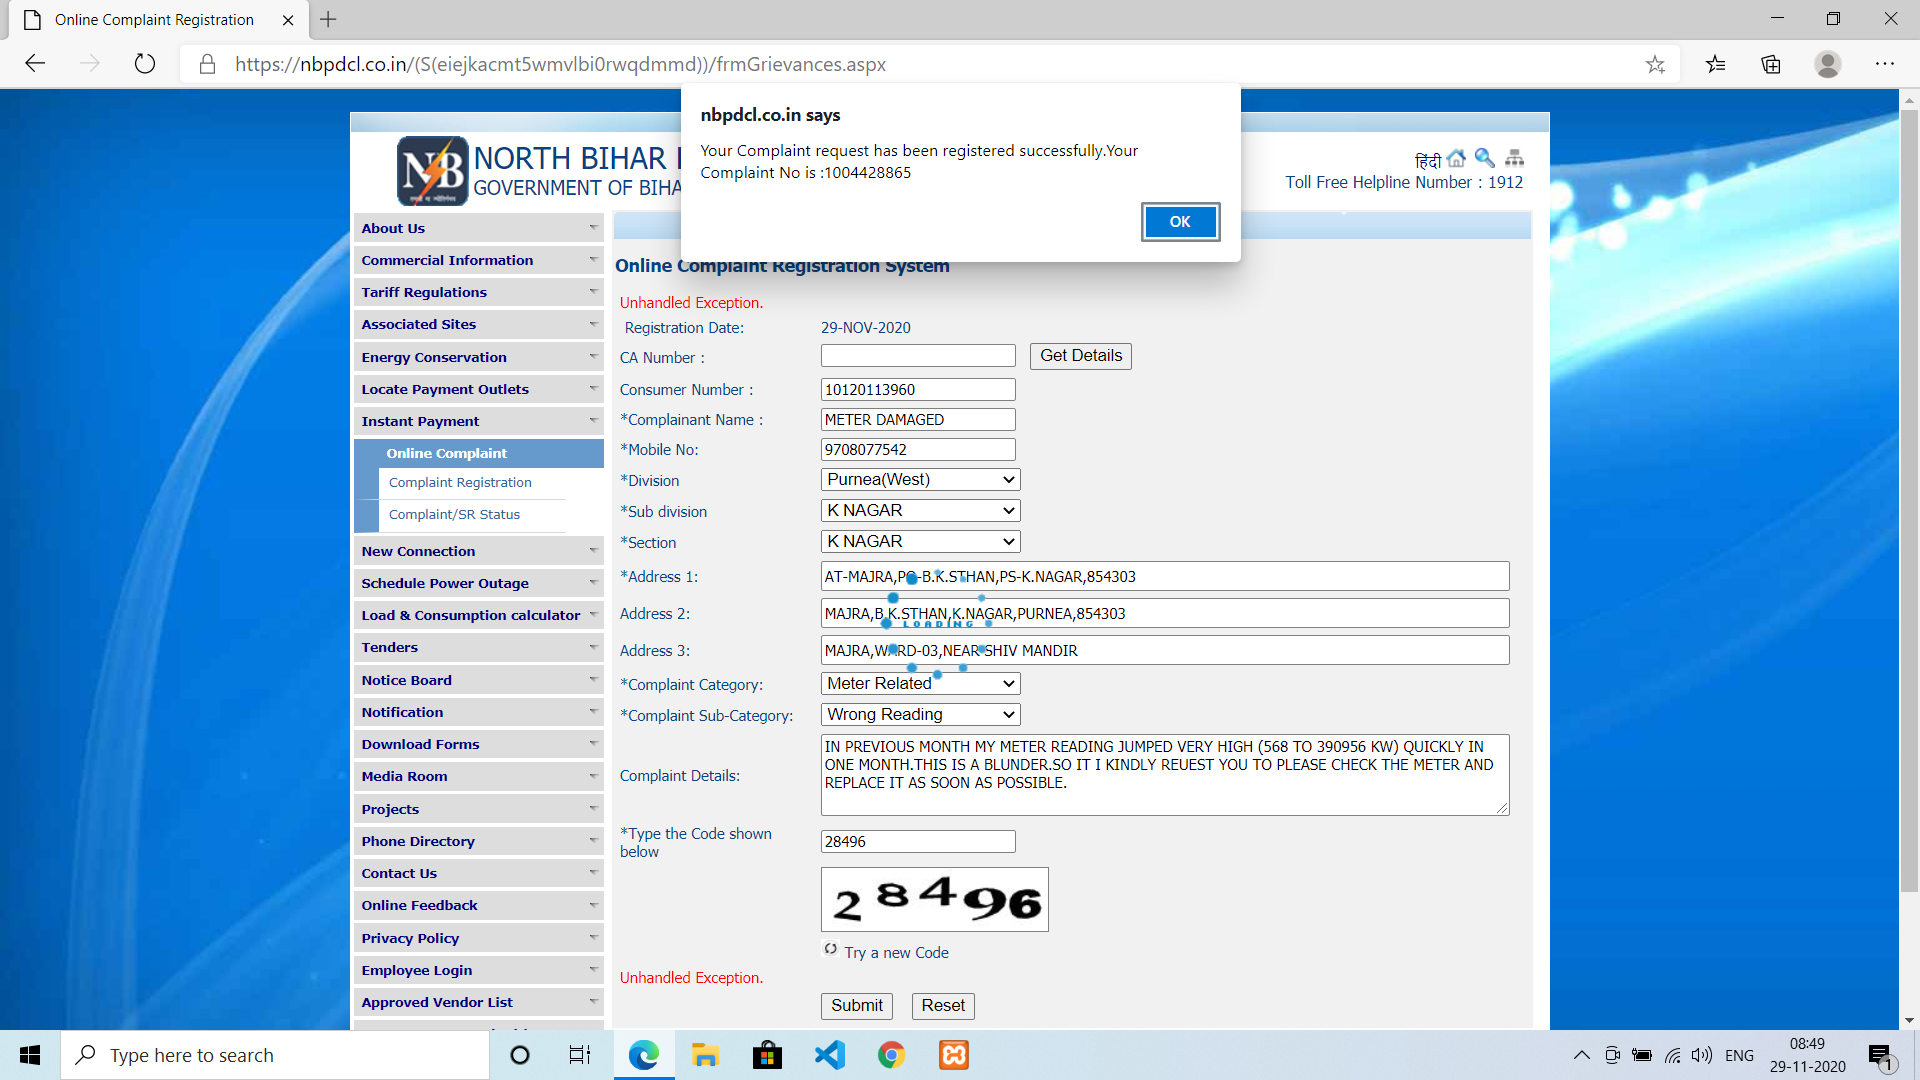 Online Complaint Registration
https://nbpdcl.co.in/(S(eiejkacmt5wmvlbi0rwqdmmd))/frmGrievances.aspx
nbpdcl.co.in says
Your Complaint request has been registered successfully.Your
Complaint No is :1004428865
OK
NB
NORTH BIHAR
GOVERNMENT OF BIHA
हिंदी
Toll Free Helpline Number : 1912
About Us
Commercial Information
Tariff Regulations
Associated Sites
Energy Conservation
Locate Payment Outlets
Instant Payment
Online Complaint
Complaint Registration
Complaint/SR Status
New Connection
Schedule Power Outage
Load & Consumption calculator
Tenders
Notice Board
Notification
Download Forms
Media Room
Projects
Phone Directory
Contact Us
Online Feedback
Privacy Policy
Employee Login
Approved Vendor List
Online Complaint Registration System
Unhandled Exception.
Registration Date: 29-NOV-2020
CA Number : Get Details
Consumer Number : 10120113960
*Complainant Name : METER DAMAGED
*Mobile No: 9708077542
*Division Purnea(West)
*Sub division K NAGAR
*Section K NAGAR
*Address 1: AT-MAJRA,PO-B.K.STHAN,PS-K.NAGAR,854303
Address 2: MAJRA,B.K.STHAN,K.NAGAR,PURNEA,854303
LOADING
Address 3: MAJRA,WARD-03,NEAR SHIV MANDIR
*Complaint Category: Meter Related
*Complaint Sub-Category: Wrong Reading
Complaint Details:
IN PREVIOUS MONTH MY METER READING JUMPED VERY HIGH (568 TO 390956 KW) QUICKLY IN
ONE MONTH.THIS IS A BLUNDER.SO IT I KINDLY REUEST YOU TO PLEASE CHECK THE METER AND
REPLACE IT AS SOON AS POSSIBLE.
*Type the Code shown
below
28496
28496
Try a new Code
Unhandled Exception.
Submit Reset
Type here to search
ENG
08:49
29-11-2020
1